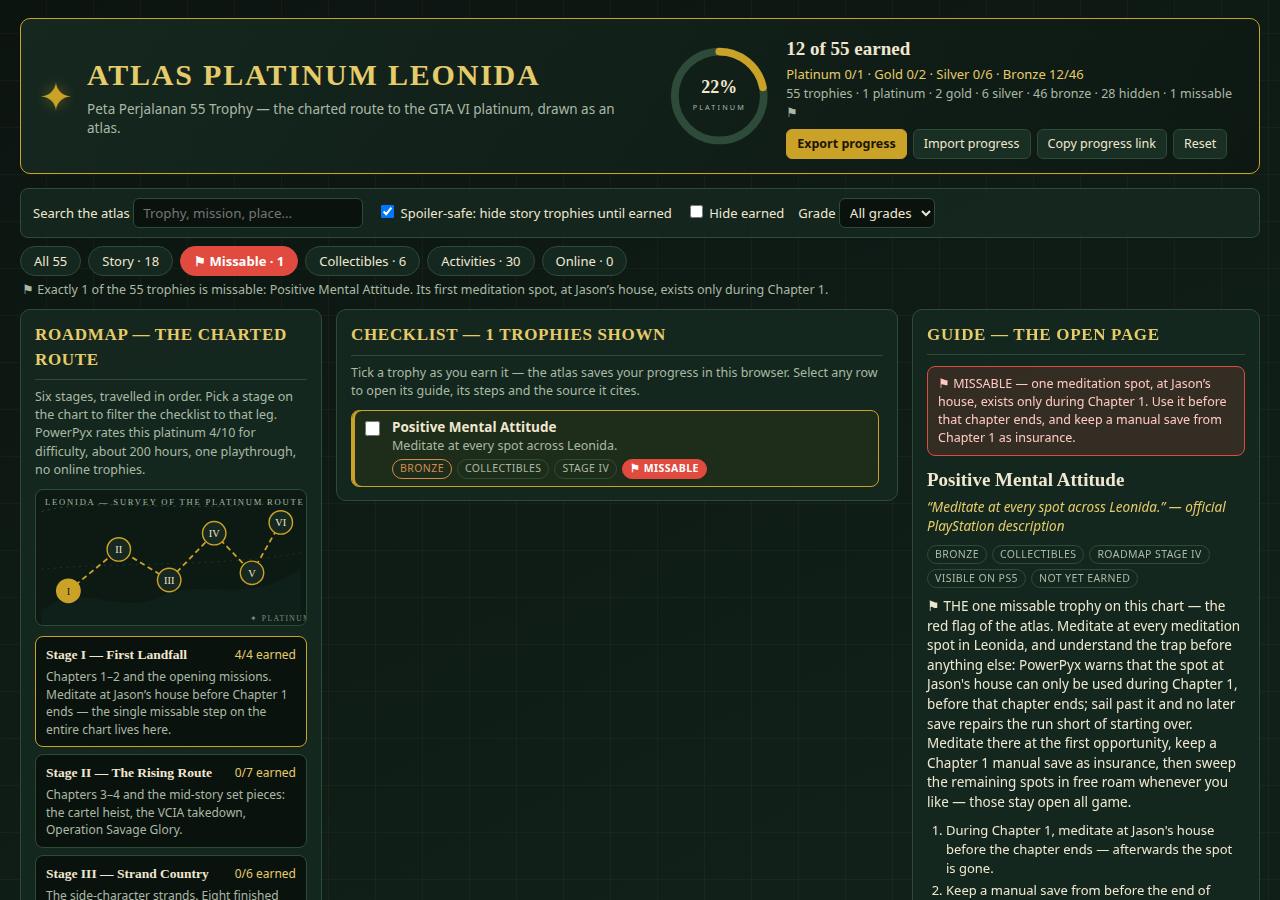 ATLAS PLATINUM LEONIDA
Peta Perjalanan 55 Trophy — the charted route to the GTA VI platinum, drawn as an
atlas.
22%
PLATINUM
12 of 55 earned
Platinum 0/1 · Gold 0/2 · Silver 0/6 · Bronze 12/46
55 trophies · 1 platinum · 2 gold · 6 silver · 46 bronze · 28 hidden · 1 missable
⚑
Export progress
Import progress
Copy progress link
Reset
Search the atlas
Trophy, mission, place...
Spoiler-safe: hide story trophies until earned
Hide earned
Grade
All grades
All 55
Story · 18
⚑ Missable · 1
Collectibles · 6
Activities · 30
Online · 0
⚑ Exactly 1 of the 55 trophies is missable: Positive Mental Attitude. Its first meditation spot, at Jason’s house, exists only during Chapter 1.
ROADMAP — THE CHARTED
ROUTE
Six stages, travelled in order. Pick a stage on
the chart to filter the checklist to that leg.
PowerPyx rates this platinum 4/10 for
difficulty, about 200 hours, one playthrough,
no online trophies.
LEONIDA — SURVEY OF THE PLATINUM ROUTE
I
II
III
IV
V
VI
✦ PLATINUM
Stage I — First Landfall
4/4 earned
Chapters 1–2 and the opening missions.
Meditate at Jason’s house before Chapter 1
ends — the single missable step on the
entire chart lives here.
Stage II — The Rising Route
0/7 earned
Chapters 3–4 and the mid-story set pieces:
the cartel heist, the VCIA takedown,
Operation Savage Glory.
Stage III — Strand Country
0/6 earned
The side-character strands. Eight finished
CHECKLIST — 1 TROPHIES SHOWN
Tick a trophy as you earn it — the atlas saves your progress in this browser. Select any row
to open its guide, its steps and the source it cites.
Positive Mental Attitude
Meditate at every spot across Leonida.
BRONZE
COLLECTIBLES
STAGE IV
⚑ MISSABLE
GUIDE — THE OPEN PAGE
⚑ MISSABLE — one meditation spot, at Jason’s
house, exists only during Chapter 1. Use it before
that chapter ends, and keep a manual save from
Chapter 1 as insurance.
Positive Mental Attitude
“Meditate at every spot across Leonida.” — official
PlayStation description
BRONZE
COLLECTIBLES
ROADMAP STAGE IV
VISIBLE ON PS5
NOT YET EARNED
⚑ THE one missable trophy on this chart — the
red flag of the atlas. Meditate at every meditation
spot in Leonida, and understand the trap before
anything else: PowerPyx warns that the spot at
Jason's house can only be used during Chapter 1,
before that chapter ends; sail past it and no later
save repairs the run short of starting over.
Meditate there at the first opportunity, keep a
Chapter 1 manual save as insurance, then sweep
the remaining spots in free roam whenever you
like — those stay open all game.
1. During Chapter 1, meditate at Jason's house
before the chapter ends — afterwards the spot
is gone.
2. Keep a manual save from before the end of